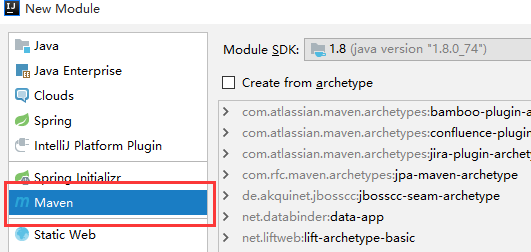 New Module
Java
Java Enterprise
Clouds
Spring
IntelliJ Platform Plugin
Spring Initializr
Maven
Static Web
Module SDK: 1.8 (java version "1.8.0_74")
Create from archetype
com.atlassian.maven.archetypes:bamboo-plugin-a
com.atlassian.maven.archetypes:confluence-plugin
com.atlassian.maven.archetypes:jira-plugin-archety
com.rfc.maven.archetypes:jpa-maven-archetype
de.akquinet.jbosscc:jbosscc-seam-archetype
net.databinder:data-app
net.liftweb:lift-archetype-basic